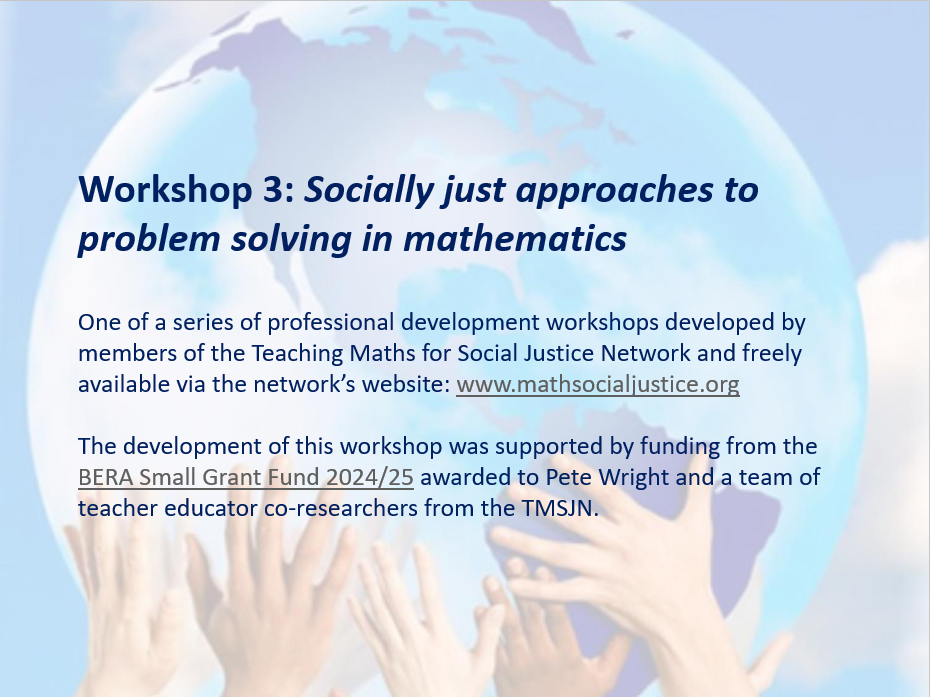 Workshop 3: Socially just approaches to
problem solving in mathematics
One of a series of professional development workshops developed by
members of the Teaching Maths for Social Justice Network and freely
available via the network’s website: www.mathsocialjustice.org
The development of this workshop was supported by funding from the
BERA Small Grant Fund 2024/25 awarded to Pete Wright and a team of
teacher educator co-researchers from the TMSJN.